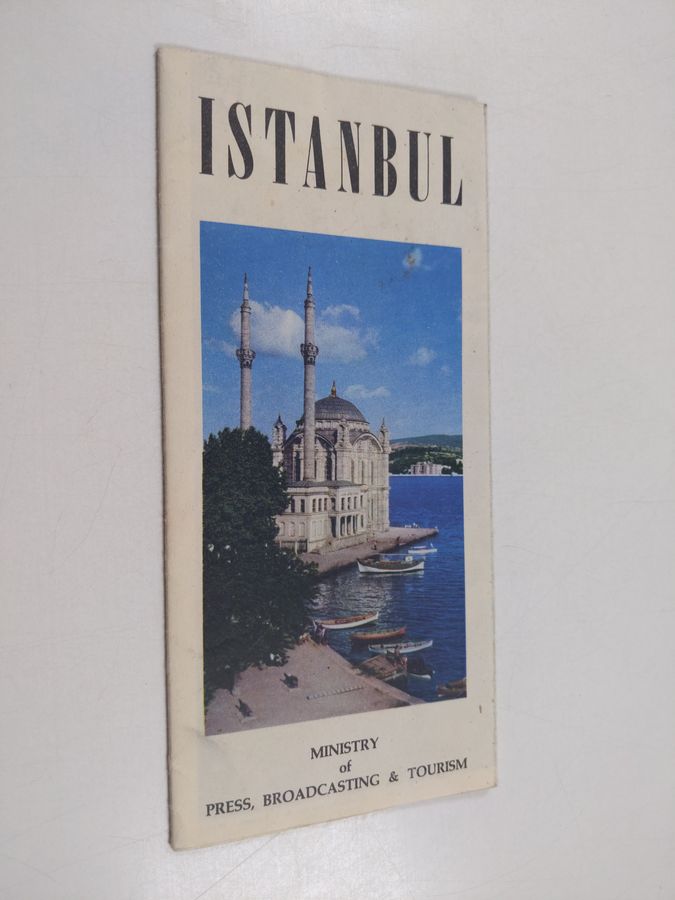 ISTANBUL
MINISTRY
of
PRESS, BROADCASTING & TOURISM